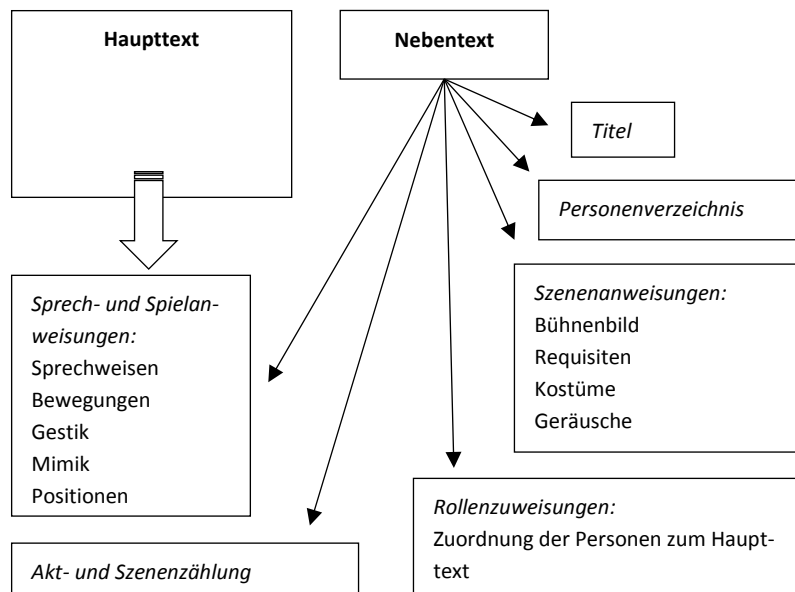 Haupttext
Nebentext
Titel
Personenverzeichnis
Sprech- und Spielan-
weisungen:
Sprechweisen
Bewegungen
Gestik
Mimik
Positionen
Szenenanweisungen:
Bühnenbild
Requisiten
Kostüme
Geräusche
Rollenzuweisungen:
Zuordnung der Personen zum Haupt-
text
Akt- und Szenenzählung